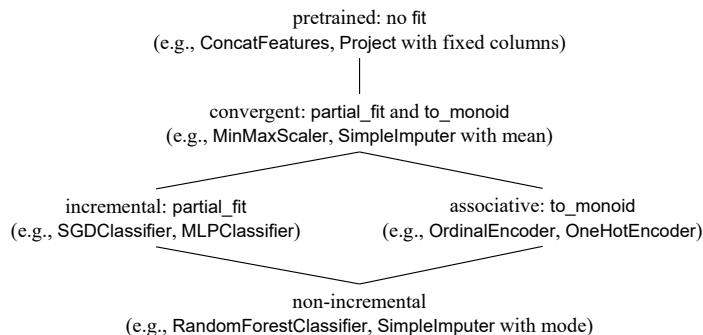 pretrained: no fit
(e.g., ConcatFeatures, Project with fixed columns)
convergent: partial_fit and to_monoid
(e.g., MinMaxScaler, SimpleImputer with mean)
incremental: partial_fit
(e.g., SGDClassifier, MLPClassifier)
associative: to_monoid
(e.g., OrdinalEncoder, OneHotEncoder)
non-incremental
(e.g., RandomForestClassifier, SimpleImputer with mode)